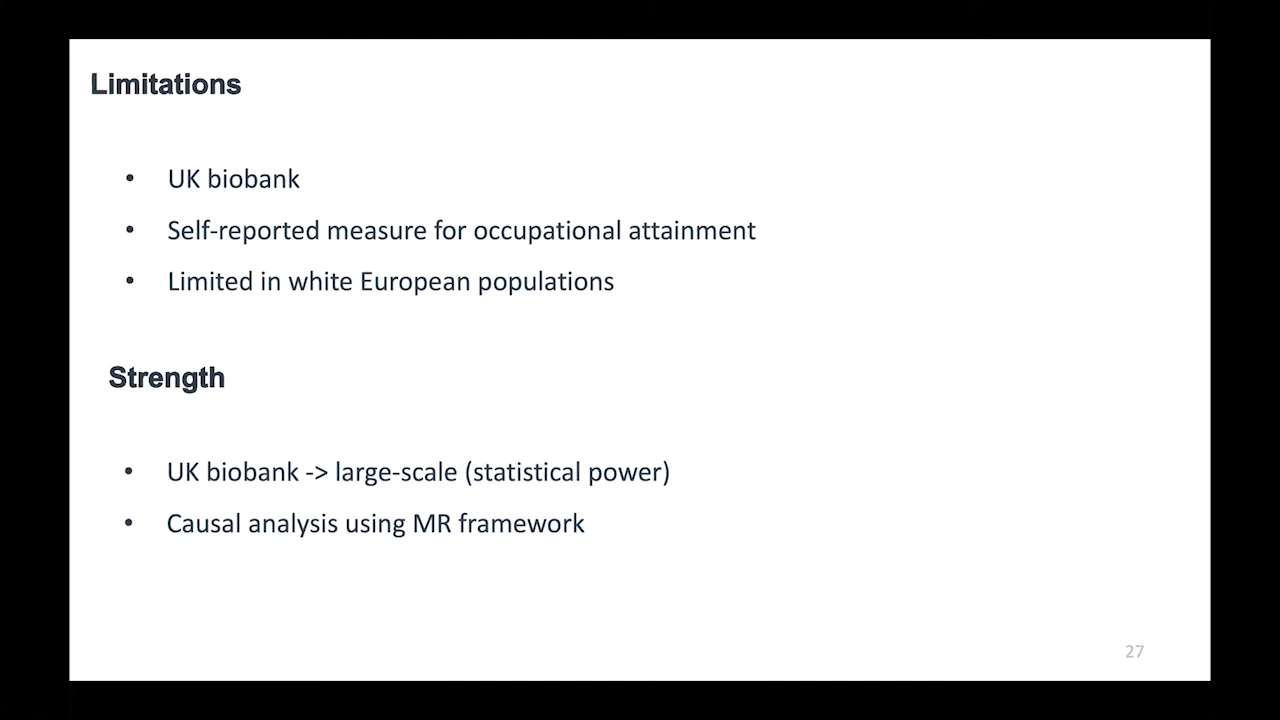 Limitations
• UK biobank
• Self-reported measure for occupational attainment
• Limited in white European populations
Strength
• UK biobank -> large-scale (statistical power)
• Causal analysis using MR framework
27